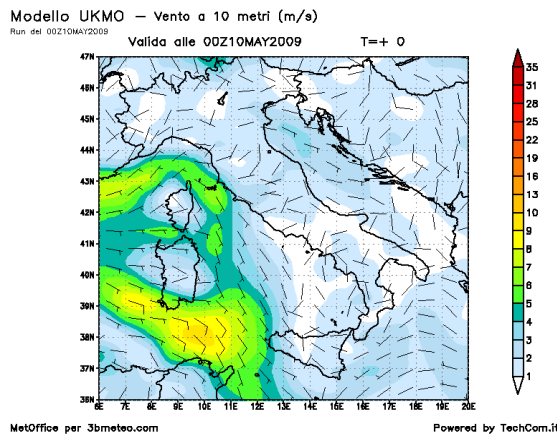 Modello UKMO – Vento a 10 metri (m/s)
Run del 00Z10MAY2009
Valida alle 00Z10MAY2009 T=+ 0
47N
46N
45N
44N
43N
42N
41N
40N
39N
38N
37N
36N
6E 7E 8E 9E 10E 11E 12E 13E 14E 15E 16E 17E 18E 19E 20E
35
31
28
25
22
19
16
13
10
9
8
7
6
5
4
3
2
1
MetOffice per 3bmeteo.com
Powered by TechCom.it